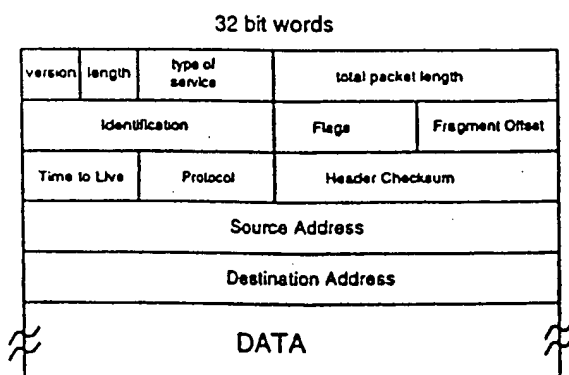 32 bit words
version length type of service total packet length
Identification Flags Fragment Offset
Time to Live Protocol Header Checksum
Source Address
Destination Address
DATA